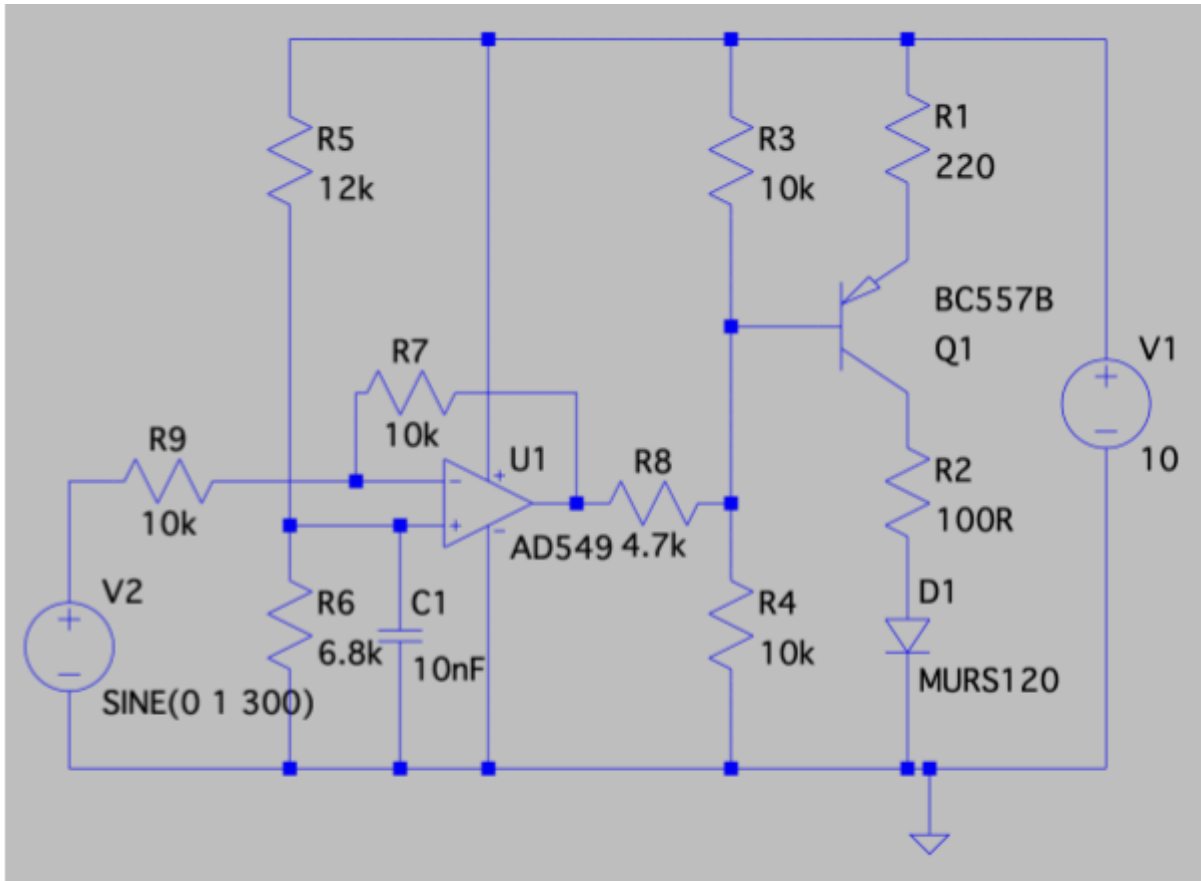 R5
12k
R3
10k
R1
220
BC557B
Q1
V1
10
R7
10k
R9
10k
U1
AD549
R8
4.7k
R2
100R
V2
SINE(0 1 300)
R6
6.8k
C1
10nF
R4
10k
D1
MURS120